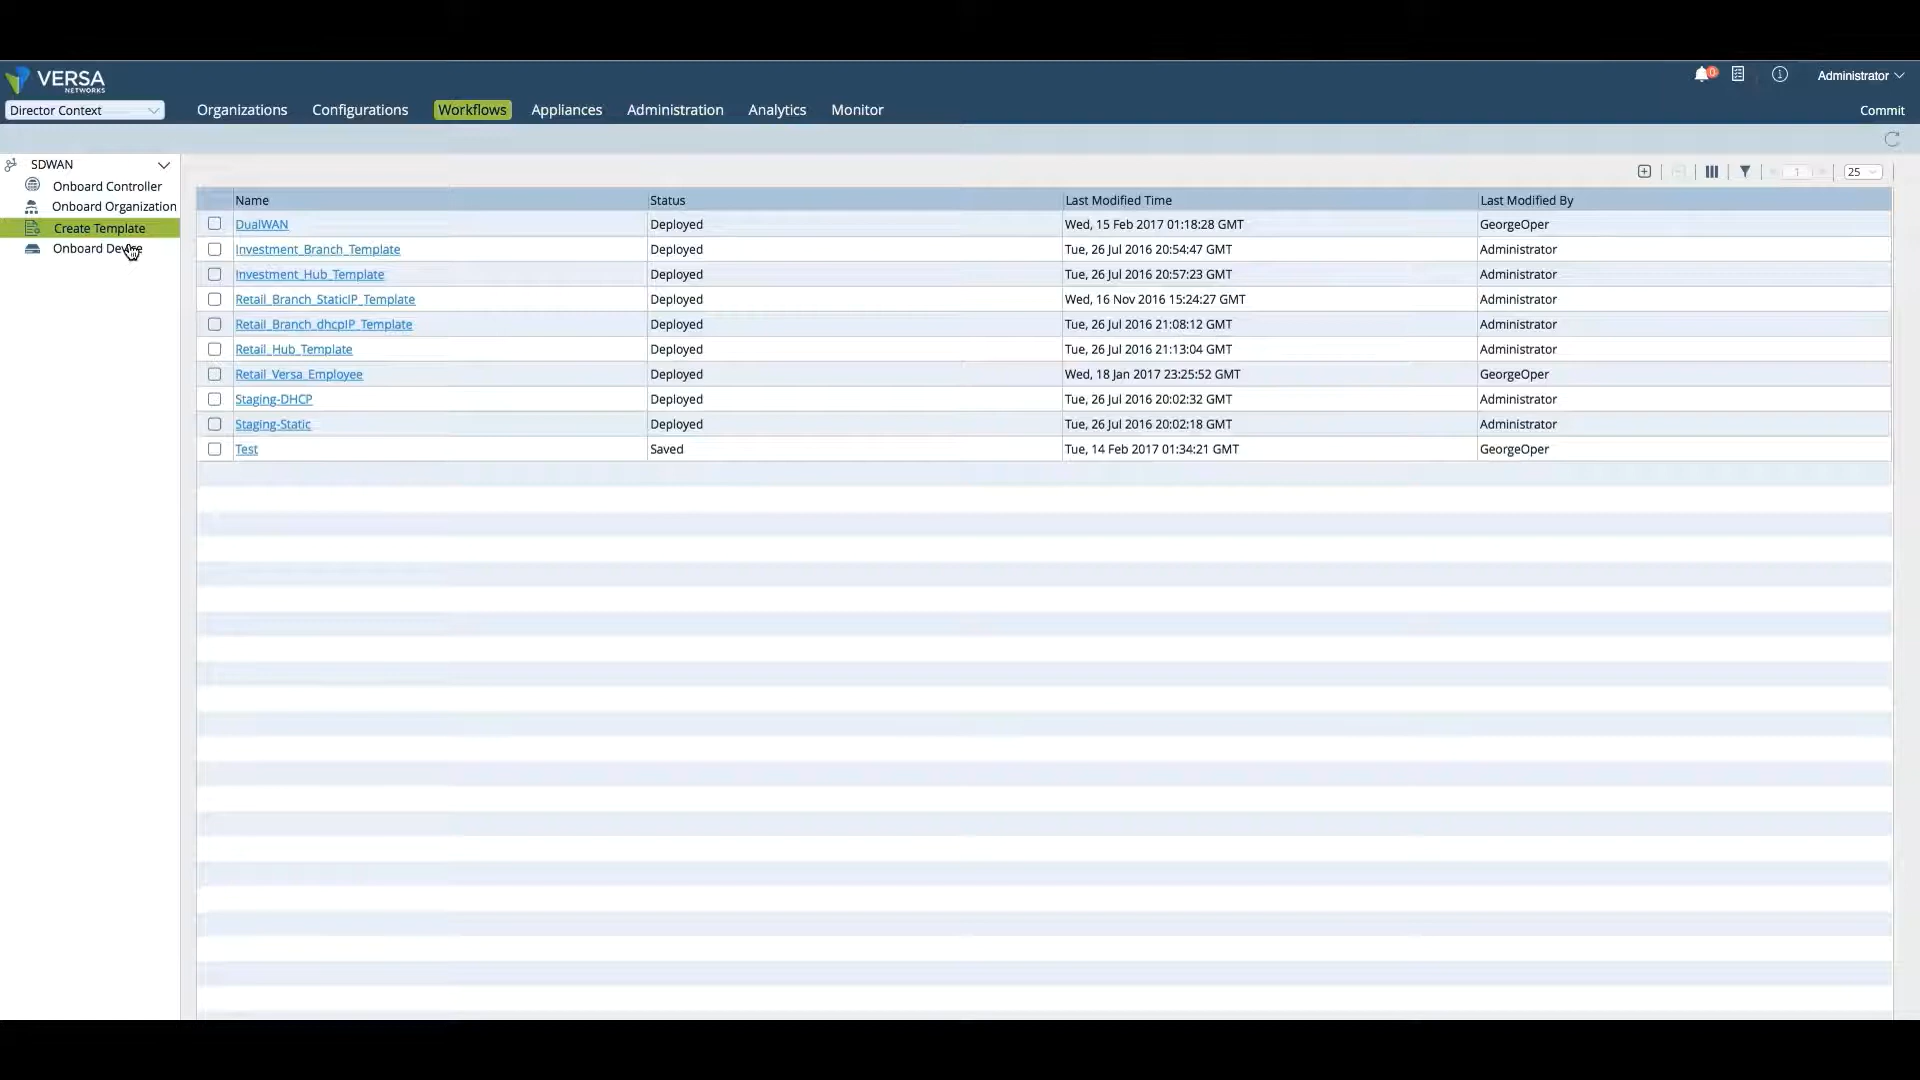 VERSA
NETWORKS
Administrator
Director Context
Organizations Configurations Workflows Appliances Administration Analytics Monitor Commit
SDWAN
Onboard Controller
Onboard Organization
Create Template
Onboard Device
1 25
Name Status Last Modified Time Last Modified By
DualWAN Deployed Wed, 15 Feb 2017 01:18:28 GMT GeorgeOper
Investment_Branch_Template Deployed Tue, 26 Jul 2016 20:54:47 GMT Administrator
Investment_Hub_Template Deployed Tue, 26 Jul 2016 20:57:23 GMT Administrator
Retail_Branch_StaticIP_Template Deployed Wed, 16 Nov 2016 15:24:27 GMT Administrator
Retail_Branch_dhcpIP_Template Deployed Tue, 26 Jul 2016 21:08:12 GMT Administrator
Retail_Hub_Template Deployed Tue, 26 Jul 2016 21:13:04 GMT Administrator
Retail_Versa_Employee Deployed Wed, 18 Jan 2017 23:25:52 GMT GeorgeOper
Staging-DHCP Deployed Tue, 26 Jul 2016 20:02:32 GMT Administrator
Staging-Static Deployed Tue, 26 Jul 2016 20:02:18 GMT Administrator
Test Saved Tue, 14 Feb 2017 01:34:21 GMT GeorgeOper